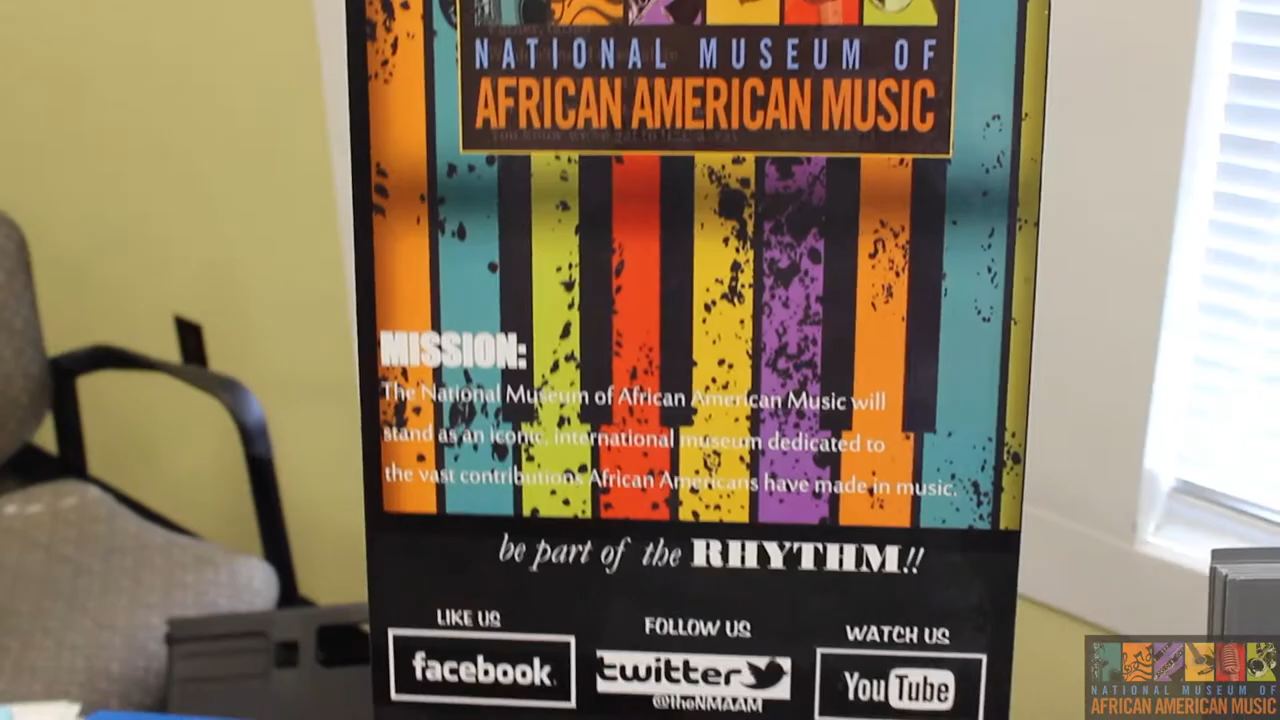 NATIONAL MUSEUM OF
AFRICAN AMERICAN MUSIC
MISSION:
The National Museum of African American Music will
stand as an iconic, international museum dedicated to
the vast contributions African Americans have made in music.
be part of the RHYTHM!!
LIKE US
facebook
FOLLOW US
twitter
@TheNMAAM
WATCH US
YouTube
NATIONAL MUSEUM OF
AFRICAN AMERICAN MUSIC